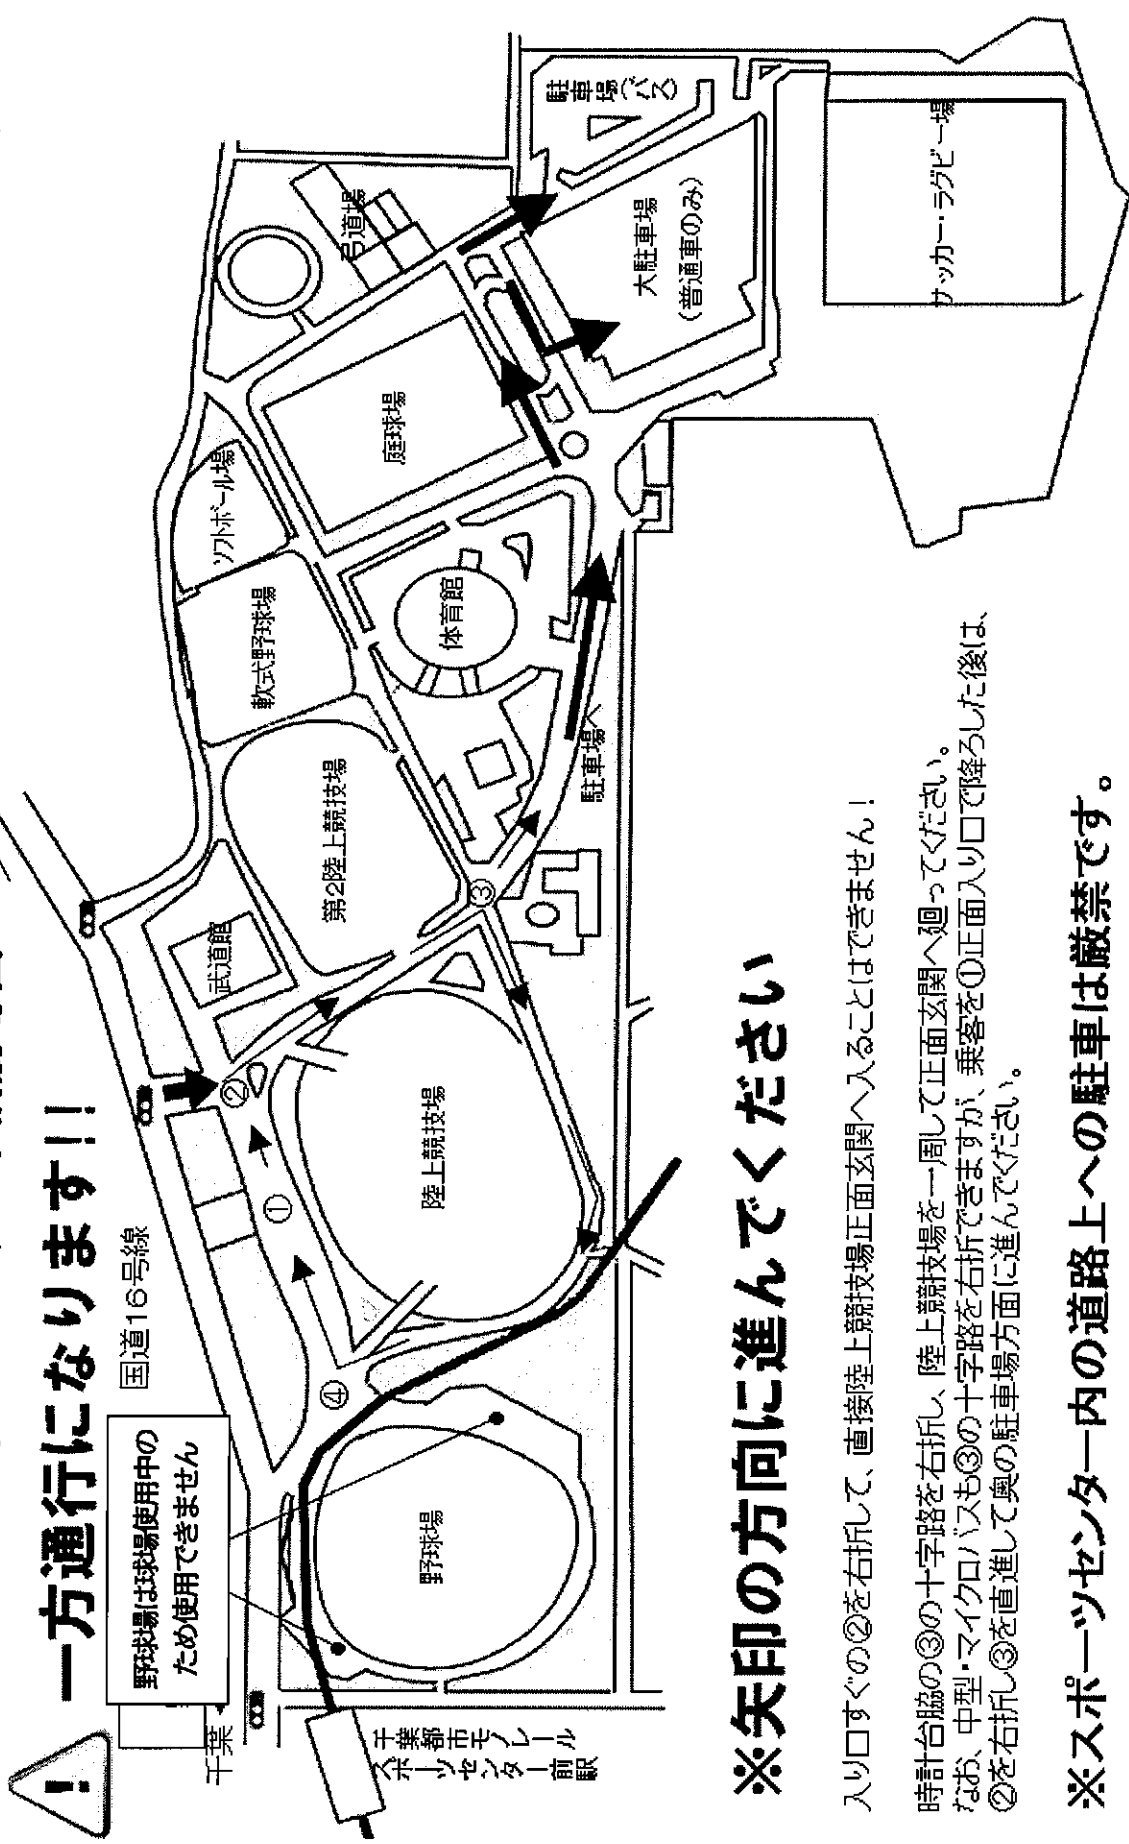 一方通行になります！！
野球場は球場使用中の
ため使用できません
国道１６号線
千葉
千葉都市モノレール
スポーツセンター前駅
野球場
④
①
②
③
陸上競技場
武道館
第２陸上競技場
軟式野球場
ソフトボール場
体育館
庭球場
弓道場
駐車場へ
駐車場（バス）
大駐車場
（普通車のみ）
サッカー・ラグビー場
※矢印の方向に進んでください
入り口すぐの②を右折して、直接陸上競技場正面玄関へ入ることはできません！
時計台脇の③の十字路を右折し、陸上競技場を一周して正面玄関へ廻ってください。
なお、中型・マイクロバスも③の十字路を右折できますが、乗客を①正面入り口で降ろした後は、
②を右折し③を直進して奥の駐車場方面に進んでください。
※スポーツセンター内の道路上への駐車は厳禁です。